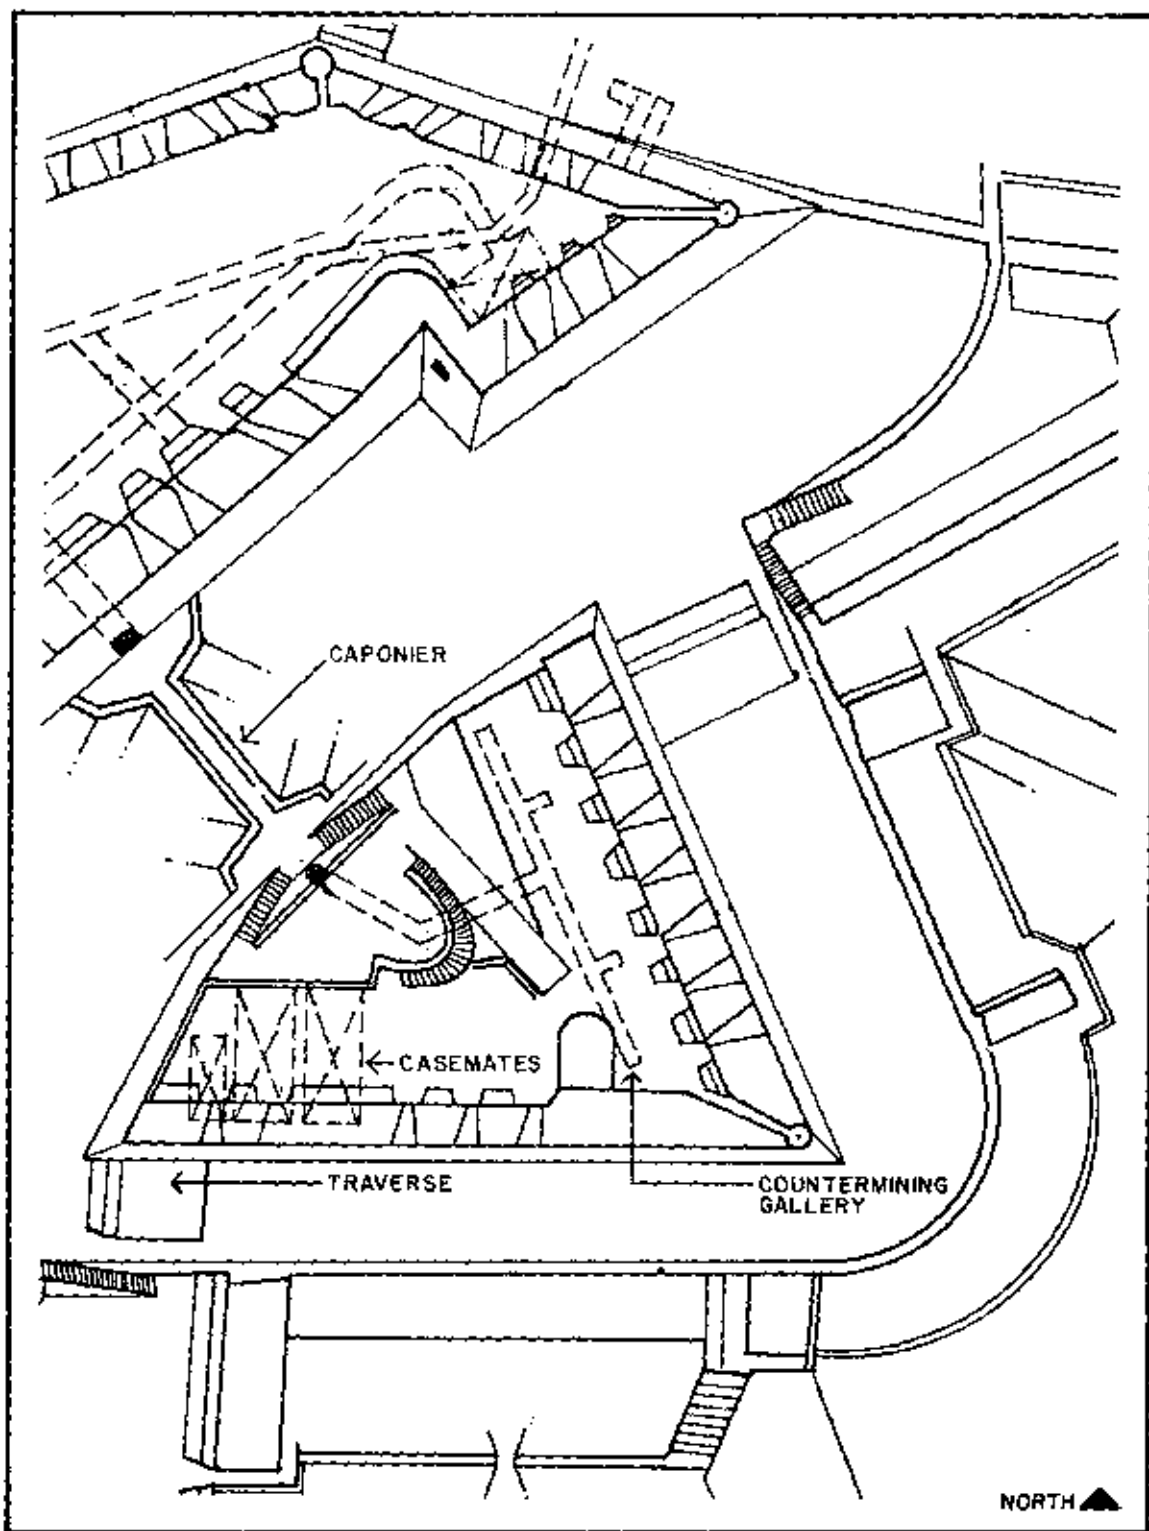 CAPONIER
CASEMATES
TRAVERSE
COUNTERMINING
GALLERY
NORTH